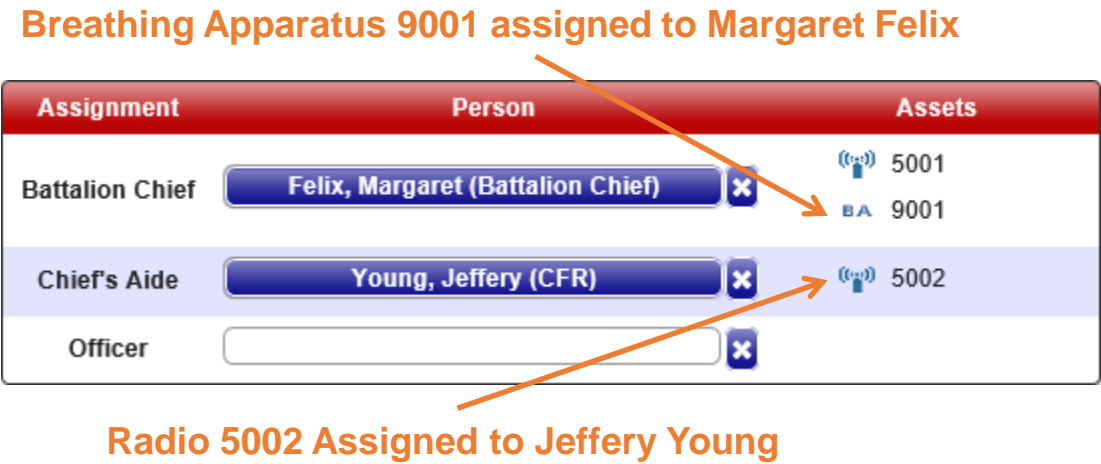 Breathing Apparatus 9001 assigned to Margaret Felix
Assignment Person Assets
Battalion Chief Felix, Margaret (Battalion Chief) 5001
BA 9001
Chief's Aide Young, Jeffery (CFR) 5002
Officer
Radio 5002 Assigned to Jeffery Young